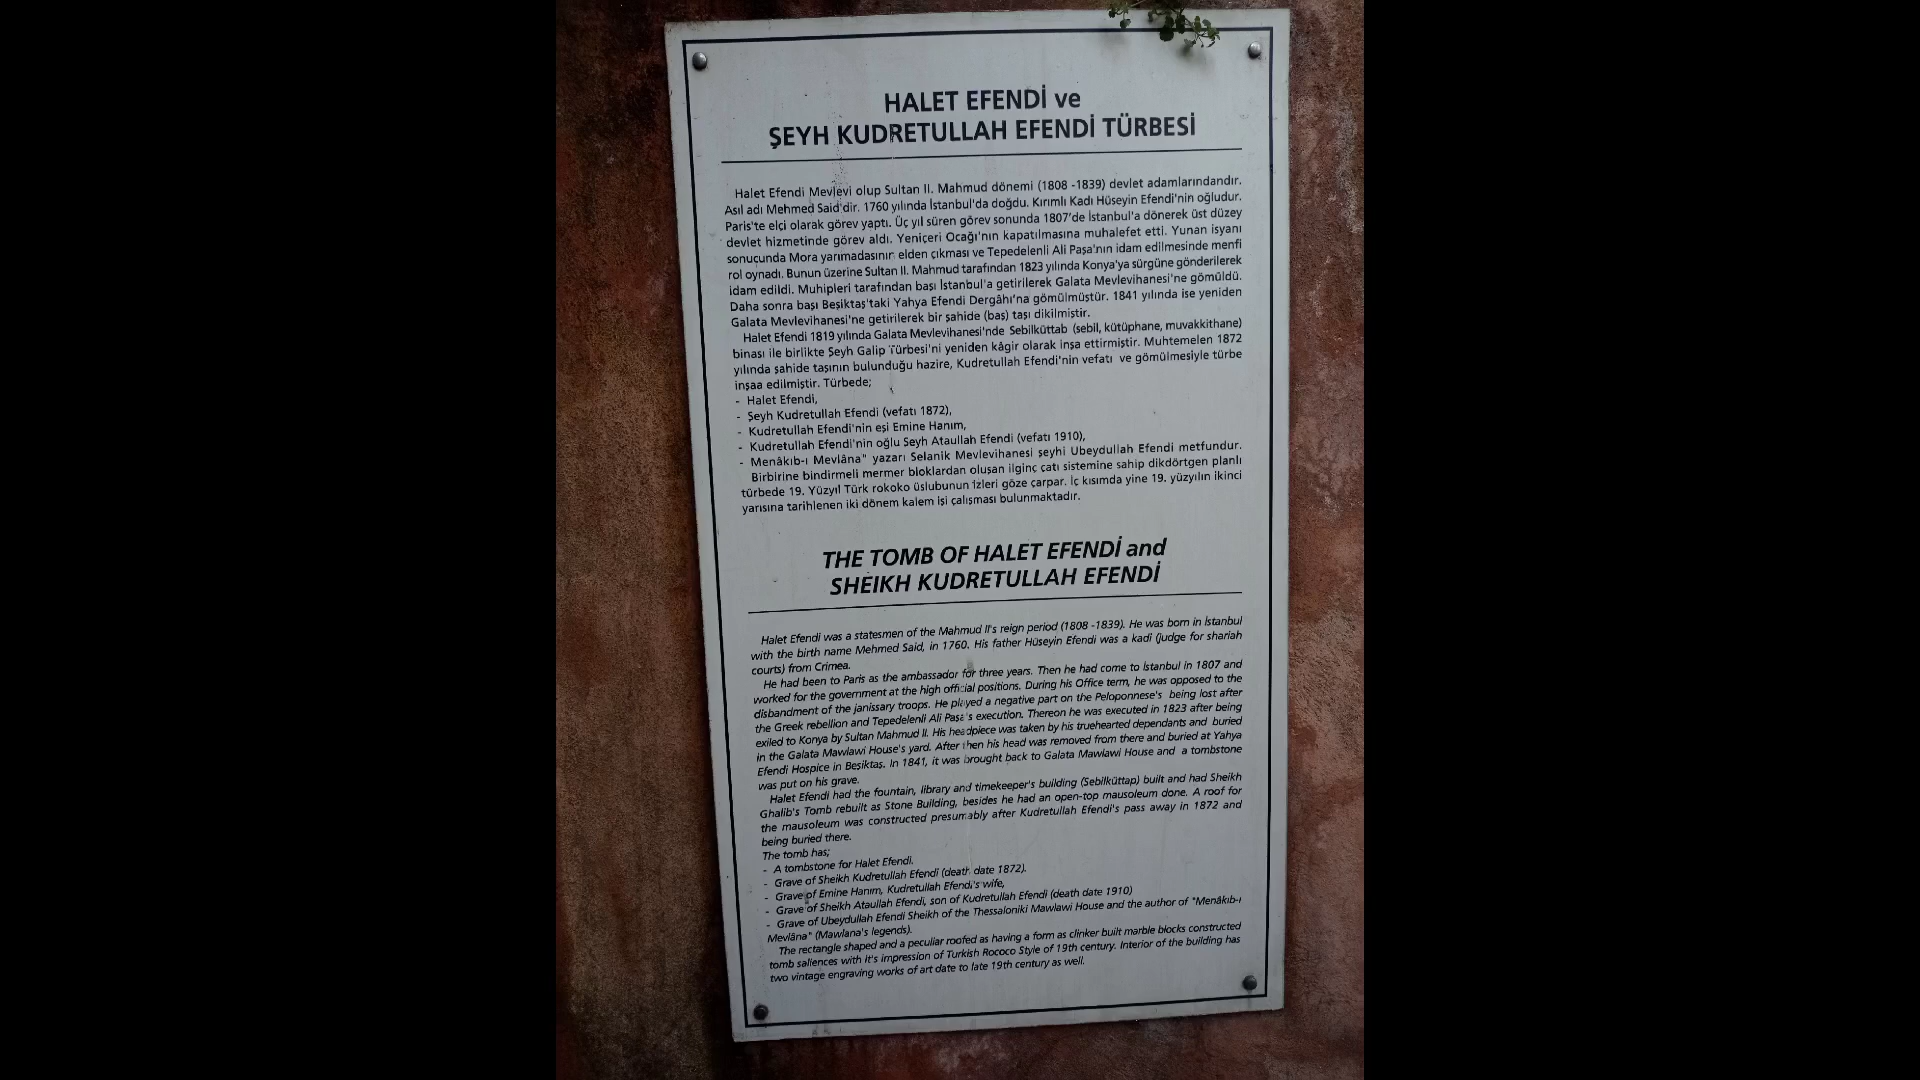 HALET EFENDİ ve
ŞEYH KUDRETULLAH EFENDİ TÜRBESİ
Halet Efendi Mevlevi olup Sultan II. Mahmud dönemi (1808 -1839) devlet adamlarındandır.
Asıl adı Mehmed Said'dir. 1760 yılında İstanbul'da doğdu. Kırımlı Kadı Hüseyin Efendi'nin oğludur.
Paris'te elçi olarak görev yaptı. Üç yıl süren görev sonunda 1807'de İstanbul'a dönerek üst düzey
devlet hizmetinde görev aldı. Yeniçeri Ocağı'nın kapatılmasına muhalefet etti. Yunan isyanı
sonucunda Mora yarımadasının elden çıkması ve Tepedelenli Ali Paşa'nın idam edilmesinde menfi
rol oynadı. Bunun üzerine Sultan II. Mahmud tarafından 1823 yılında Konya'ya sürgüne gönderilerek
idam edildi. Muhipleri tarafından başı İstanbul'a getirilerek Galata Mevlevihanesi'ne gömüldü.
Daha sonra başı Beşiktaş'taki Yahya Efendi Dergâhı'na gömülmüştür. 1841 yılında ise yeniden
Galata Mevlevihanesi'ne getirilerek bir şahide (baş) taşı dikilmiştir.
Halet Efendi 1819 yılında Galata Mevlevihanesi'nde Sebilküttab (sebil, kütüphane, muvakkithane)
binası ile birlikte Şeyh Galip Türbesi'ni yeniden kâgir olarak inşa ettirmiştir. Muhtemelen 1872
yılında şahide taşının bulunduğu hazire, Kudretullah Efendi'nin vefatı ve gömülmesiyle türbe
inşaa edilmiştir. Türbede;
- Halet Efendi,
- Şeyh Kudretullah Efendi (vefatı 1872),
- Kudretullah Efendi'nin eşi Emine Hanım,
- Kudretullah Efendi'nin oğlu Şeyh Ataullah Efendi (vefatı 1910),
- Menâkıb-ı Mevlâna" yazarı Selanik Mevlevihanesi şeyhi Ubeydullah Efendi metfundur.
Birbirine bindirmeli mermer bloklardan oluşan ilginç çatı sistemine sahip dikdörtgen planlı
türbede 19. Yüzyıl Türk rokoko üslubunun izleri göze çarpar. İç kısımda yine 19. yüzyılın ikinci
yarısına tarihlenen iki dönem kalem işi çalışması bulunmaktadır.
THE TOMB OF HALET EFENDİ and
SHEIKH KUDRETULLAH EFENDİ
Halet Efendi was a statesmen of the Mahmud II's reign period (1808 -1839). He was born in İstanbul
with the birth name Mehmed Said, in 1760. His father Hüseyin Efendi was a kadi (judge for shariah
courts) from Crimea.
He had been to Paris as the ambassador for three years. Then he had come to İstanbul in 1807 and
worked for the government at the high official positions. During his Office term, he was opposed to the
disbandment of the janissary troops. He played a negative part on the Peloponnese's being lost after
the Greek rebellion and Tepedelenli Ali Paşa's execution. Thereon he was executed in 1823 after being
exiled to Konya by Sultan Mahmud II. His headpiece was taken by his truehearted dependants and buried
in the Galata Mawlawi House's yard. After then his head was removed from there and buried at Yahya
Efendi Hospice in Beşiktaş. In 1841, it was brought back to Galata Mawlawi House and a tombstone
was put on his grave.
Halet Efendi had the fountain, library and timekeeper's building (Sebilküttap) built and had Sheikh
Ghalib's Tomb rebuilt as Stone Building, besides he had an open-top mausoleum done. A roof for
the mausoleum was constructed presumably after Kudretullah Efendi's pass away in 1872 and
being buried there.
The tomb has;
- A tombstone for Halet Efendi.
- Grave of Sheikh Kudretullah Efendi (death date 1872).
- Grave of Emine Hanım, Kudretullah Efendi's wife,
- Grave of Sheikh Ataullah Efendi, son of Kudretullah Efendi (death date 1910)
- Grave of Ubeydullah Efendi Sheikh of the Thessaloniki Mawlawi House and the author of "Menâkıb-ı
Mevlâna" (Mawlana's legends).
The rectangle shaped and a peculiar roofed as having a form as clinker built marble blocks constructed
tomb saliences with it's impression of Turkish Rococo Style of 19th century. Interior of the building has
two vintage engraving works of art date to late 19th century as well.